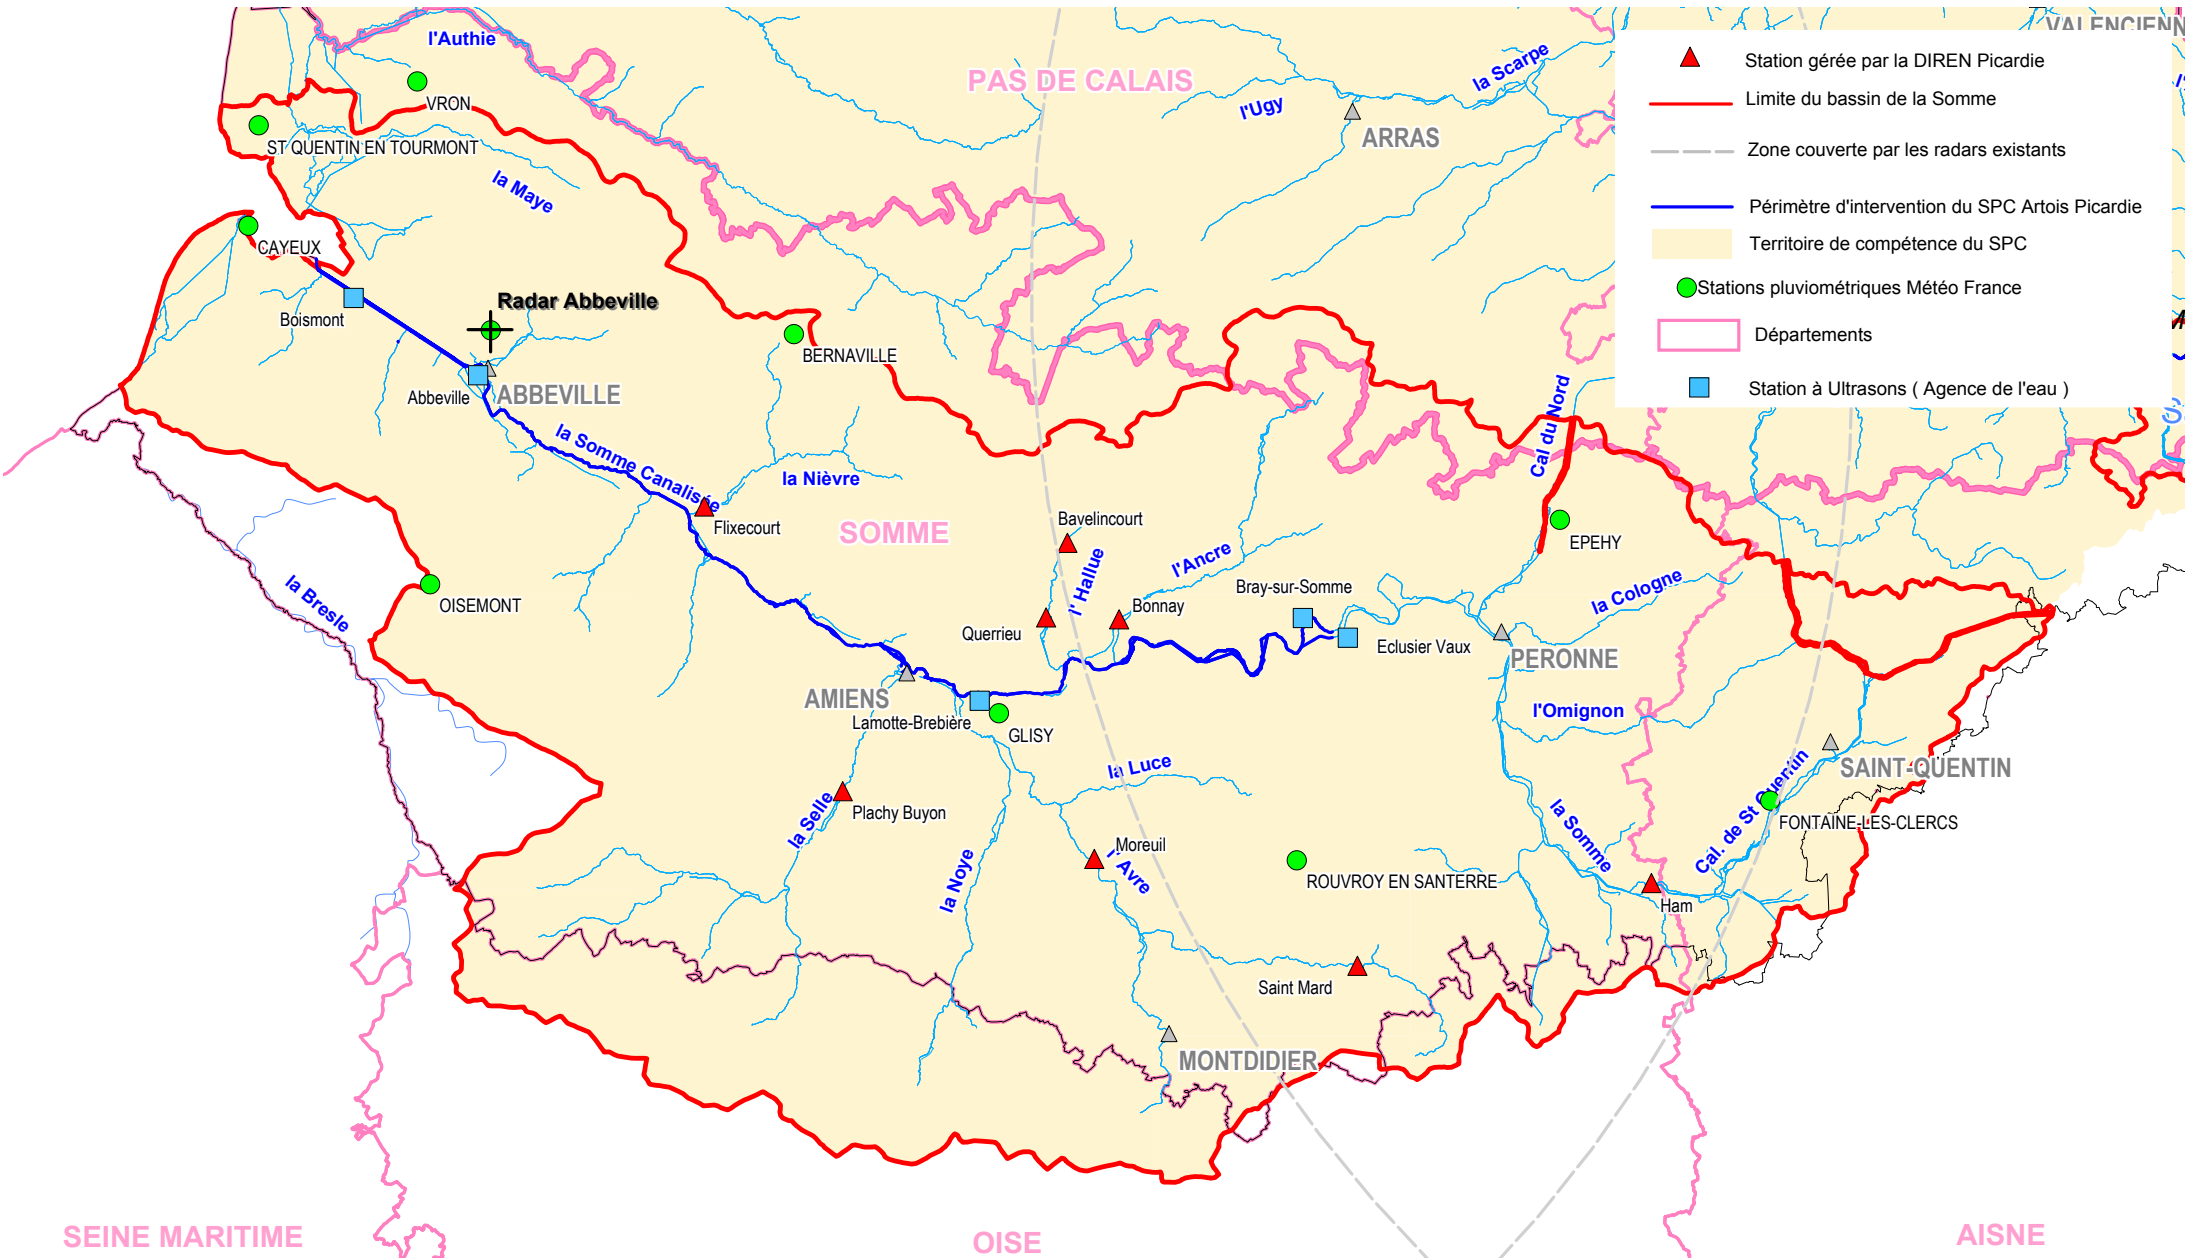 l'Authie
PAS DE CALAIS
la Scarpe
VALENCIENN
VRON
l'Ugy
ARRAS
ST QUENTIN EN TOURMONT
la Maye
CAYEUX
Boismont
Radar Abbeville
BERNAVILLE
Abbeville
ABBEVILLE
Station gérée par la DIREN Picardie
Limite du bassin de la Somme
Zone couverte par les radars existants
Périmètre d'intervention du SPC Artois Picardie
Territoire de compétence du SPC
Stations pluviométriques Météo France
Départements
Station à Ultrasons ( Agence de l'eau )
Cal du Nord
la Somme Canalisée
la Nièvre
Flixecourt
SOMME
Bavelincourt
l' Hallue
l'Ancre
EPEHY
la Bresle
OISEMONT
Querrieu
Bonnay
Bray-sur-Somme
Eclusier Vaux
la Cologne
PERONNE
AMIENS
Lamotte-Brebière
GLISY
l'Omignon
la Luce
SAINT-QUENTIN
la Selle
Plachy Buyon
la Somme
Cal. de St Quentin
FONTAINE-LES-CLERCS
Moreuil
l' Avre
la Noye
ROUVROY EN SANTERRE
Ham
Saint Mard
MONTDIDIER
SEINE MARITIME
OISE
AISNE